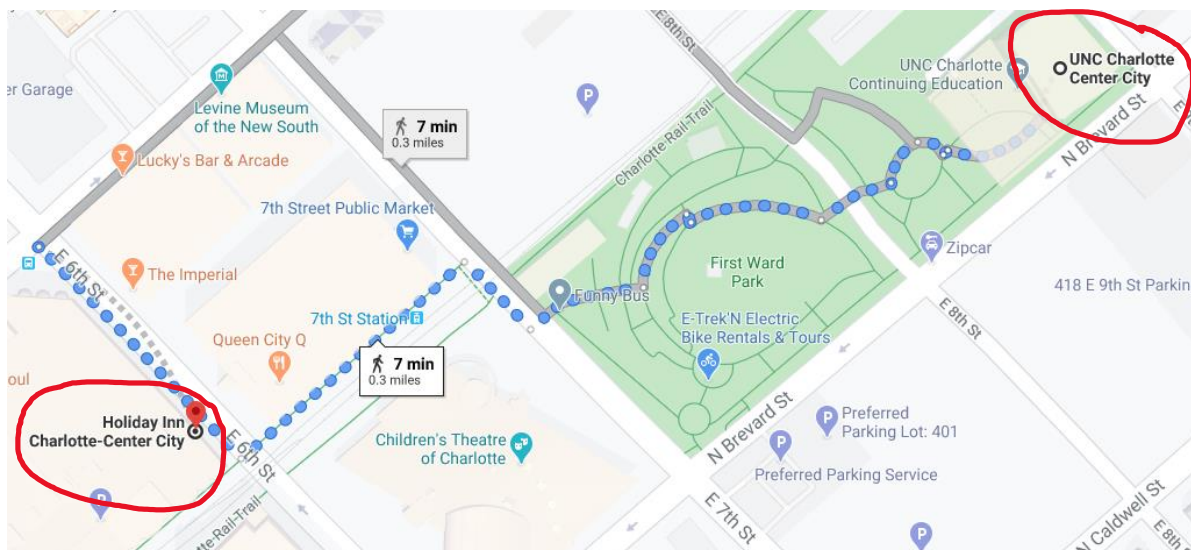 er Garage
Levine Museum
of the New South
Lucky's Bar & Arcade
7 min
0.3 miles
P
E 8th St
UNC Charlotte
Continuing Education
UNC Charlotte
Center City
Charlotte Rail Trail
N Brevard St
7th Street Public Market
E 6th St
The Imperial
Funny Bus
First Ward
Park
Zipcar
418 E 9th St Parkin
7th St Station
Queen City Q
7 min
0.3 miles
E-Trek'N Electric
Bike Rentals & Tours
E 8th St
oul
Holiday Inn
Charlotte-Center City
E 6th St
Children's Theatre
of Charlotte
N Brevard St
P
Preferred
Parking Lot: 401
P
Preferred Parking Service
P
E 7th St
P
N Caldwell St
E 8th
tte Rail Trail